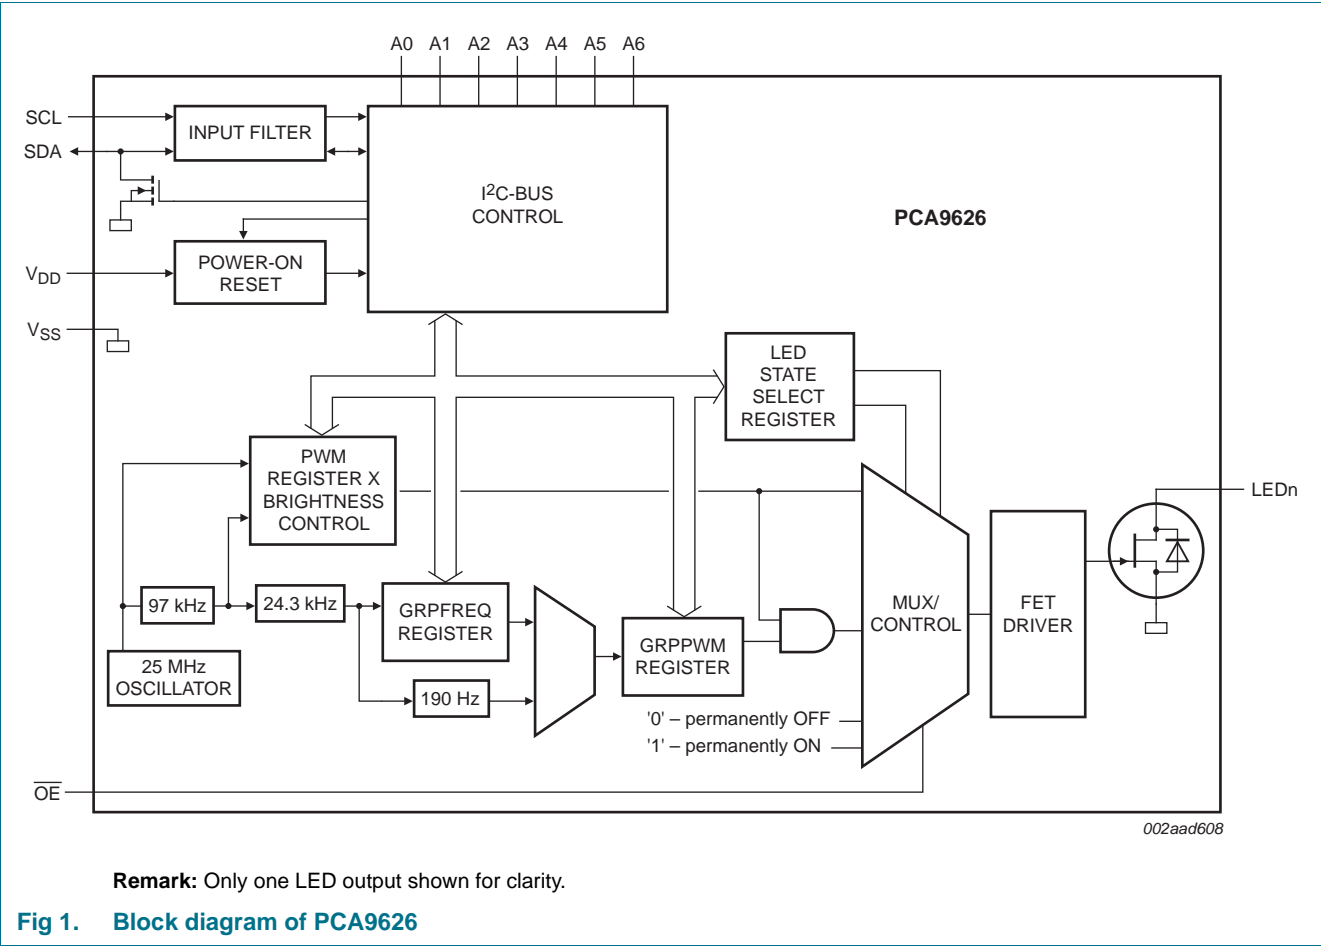 A0 A1 A2 A3 A4 A5 A6
SCL
SDA
INPUT FILTER
I2C-BUS
CONTROL
PCA9626
VDD
POWER-ON
RESET
VSS
LED
STATE
SELECT
REGISTER
PWM
REGISTER X
BRIGHTNESS
CONTROL
LEDn
97 kHz
24.3 kHz
GRPFREQ
REGISTER
MUX/
CONTROL
FET
DRIVER
GRPPWM
REGISTER
25 MHz
OSCILLATOR
190 Hz
'0' – permanently OFF
'1' – permanently ON
OE
002aad608
Remark: Only one LED output shown for clarity.
Fig 1. Block diagram of PCA9626